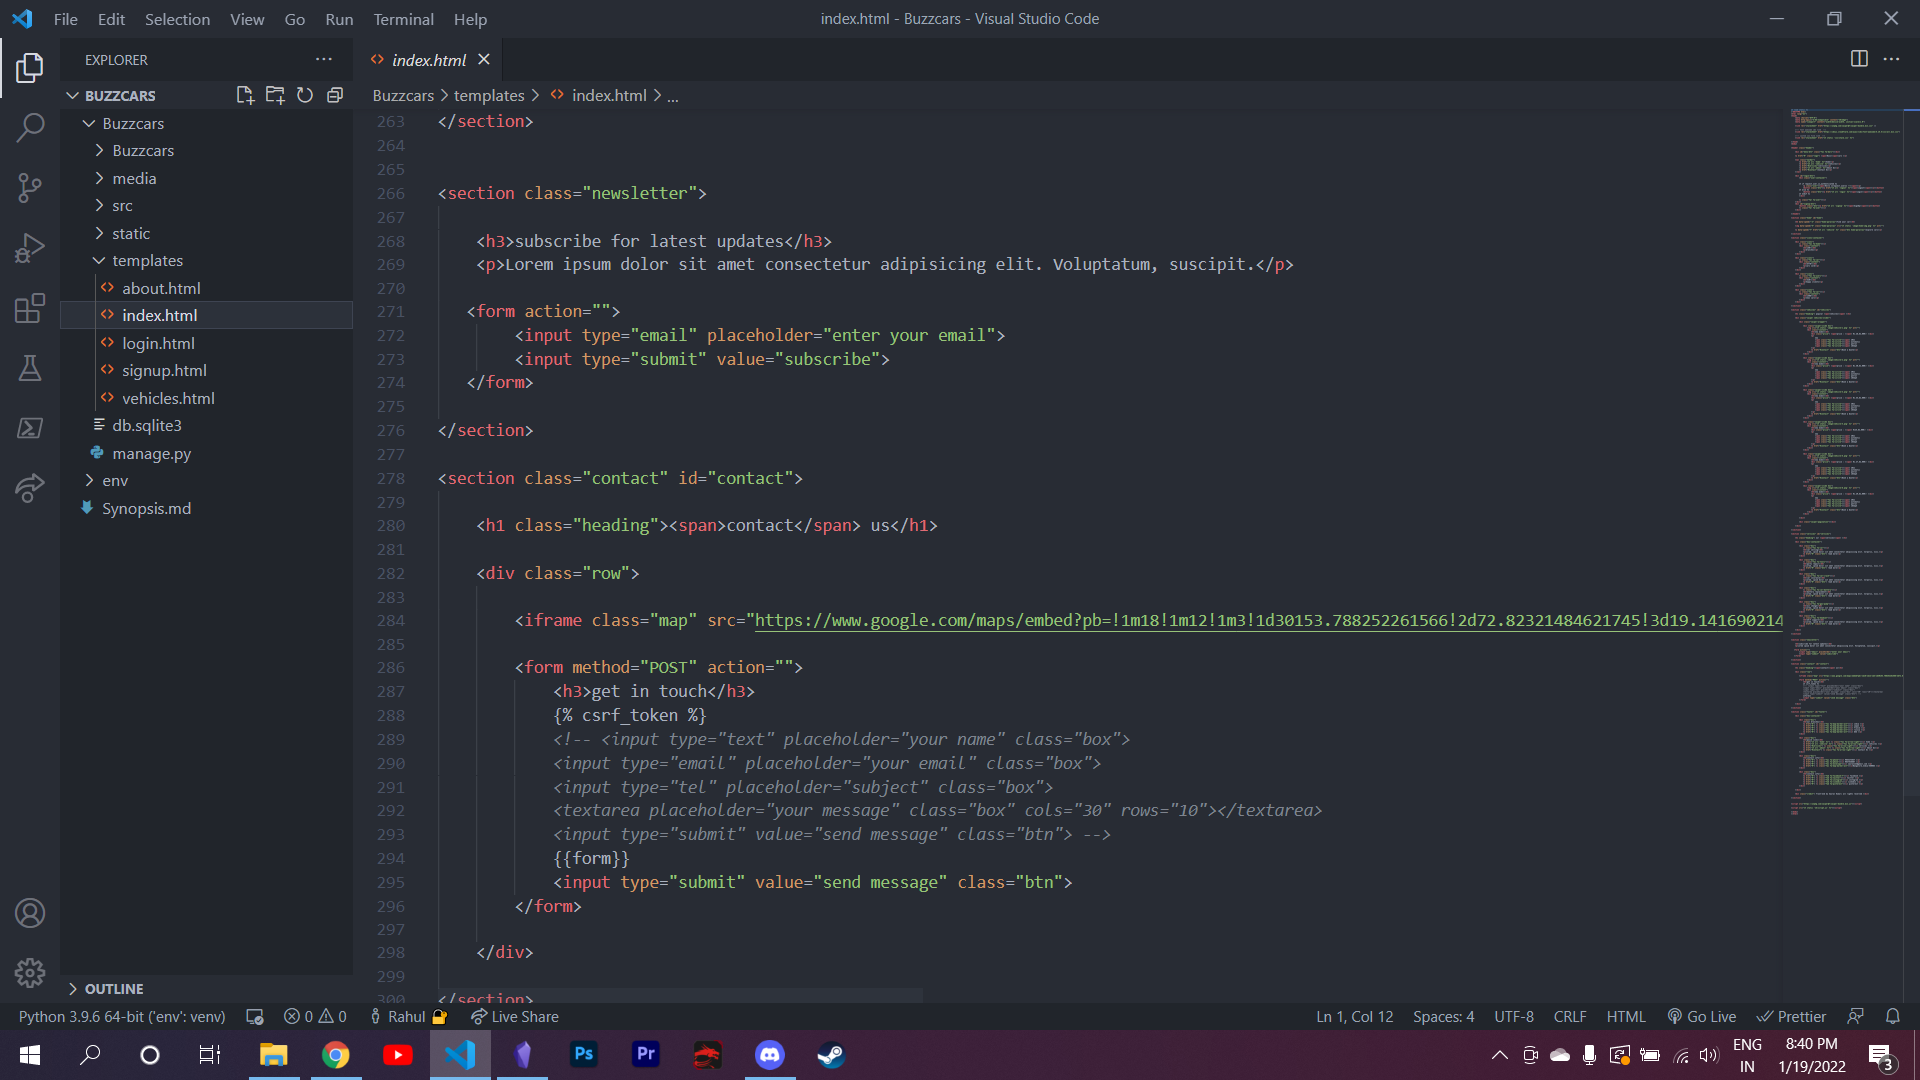 File Edit Selection View Go Run Terminal Help
index.html - Buzzcars - Visual Studio Code
EXPLORER
index.html
BUZZCARS
Buzzcars > templates > index.html > ...
Buzzcars
Buzzcars
media
src
static
templates
about.html
index.html
login.html
signup.html
vehicles.html
db.sqlite3
manage.py
env
Synopsis.md
OUTLINE
263 </section>
264
265
266 <section class="newsletter">
267
268 <h3>subscribe for latest updates</h3>
269 <p>Lorem ipsum dolor sit amet consectetur adipisicing elit. Voluptatum, suscipit.</p>
270
271 <form action="">
272 <input type="email" placeholder="enter your email">
273 <input type="submit" value="subscribe">
274 </form>
275
276 </section>
277
278 <section class="contact" id="contact">
279
280 <h1 class="heading"><span>contact</span> us</h1>
281
282 <div class="row">
283
284 <iframe class="map" src="https://www.google.com/maps/embed?pb=!1m18!1m12!1m3!1d30153.788252261566!2d72.82321484621745!3d19.141690214
285
286 <form method="POST" action="">
287 <h3>get in touch</h3>
288 {% csrf_token %}
289 <!-- <input type="text" placeholder="your name" class="box">
290 <input type="email" placeholder="your email" class="box">
291 <input type="tel" placeholder="subject" class="box">
292 <textarea placeholder="your message" class="box" cols="30" rows="10"></textarea>
293 <input type="submit" value="send message" class="btn"> -->
294 {{form}}
295 <input type="submit" value="send message" class="btn">
296 </form>
297
298 </div>
299
300 </section>
Python 3.9.6 64-bit ('env': venv) 0 0 Rahul Live Share Ln 1, Col 12 Spaces: 4 UTF-8 CRLF HTML Go Live Prettier
Ps Pr
ENG
IN
8:40 PM
1/19/2022
3